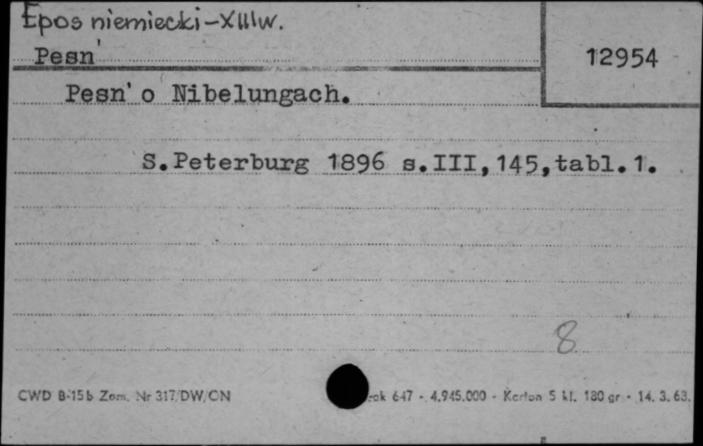 Epos niemiecki-XIIIw.
Pesn'
12954
Pesn' o Nibelungach.
S.Peterburg 1896 s.III,145,tabl.1.
8
CWD B-15b Zam. Nr 317/DW/CN 647 - 4.945.000 - Karton 5 kl. 180 gr - 14. 3. 63.